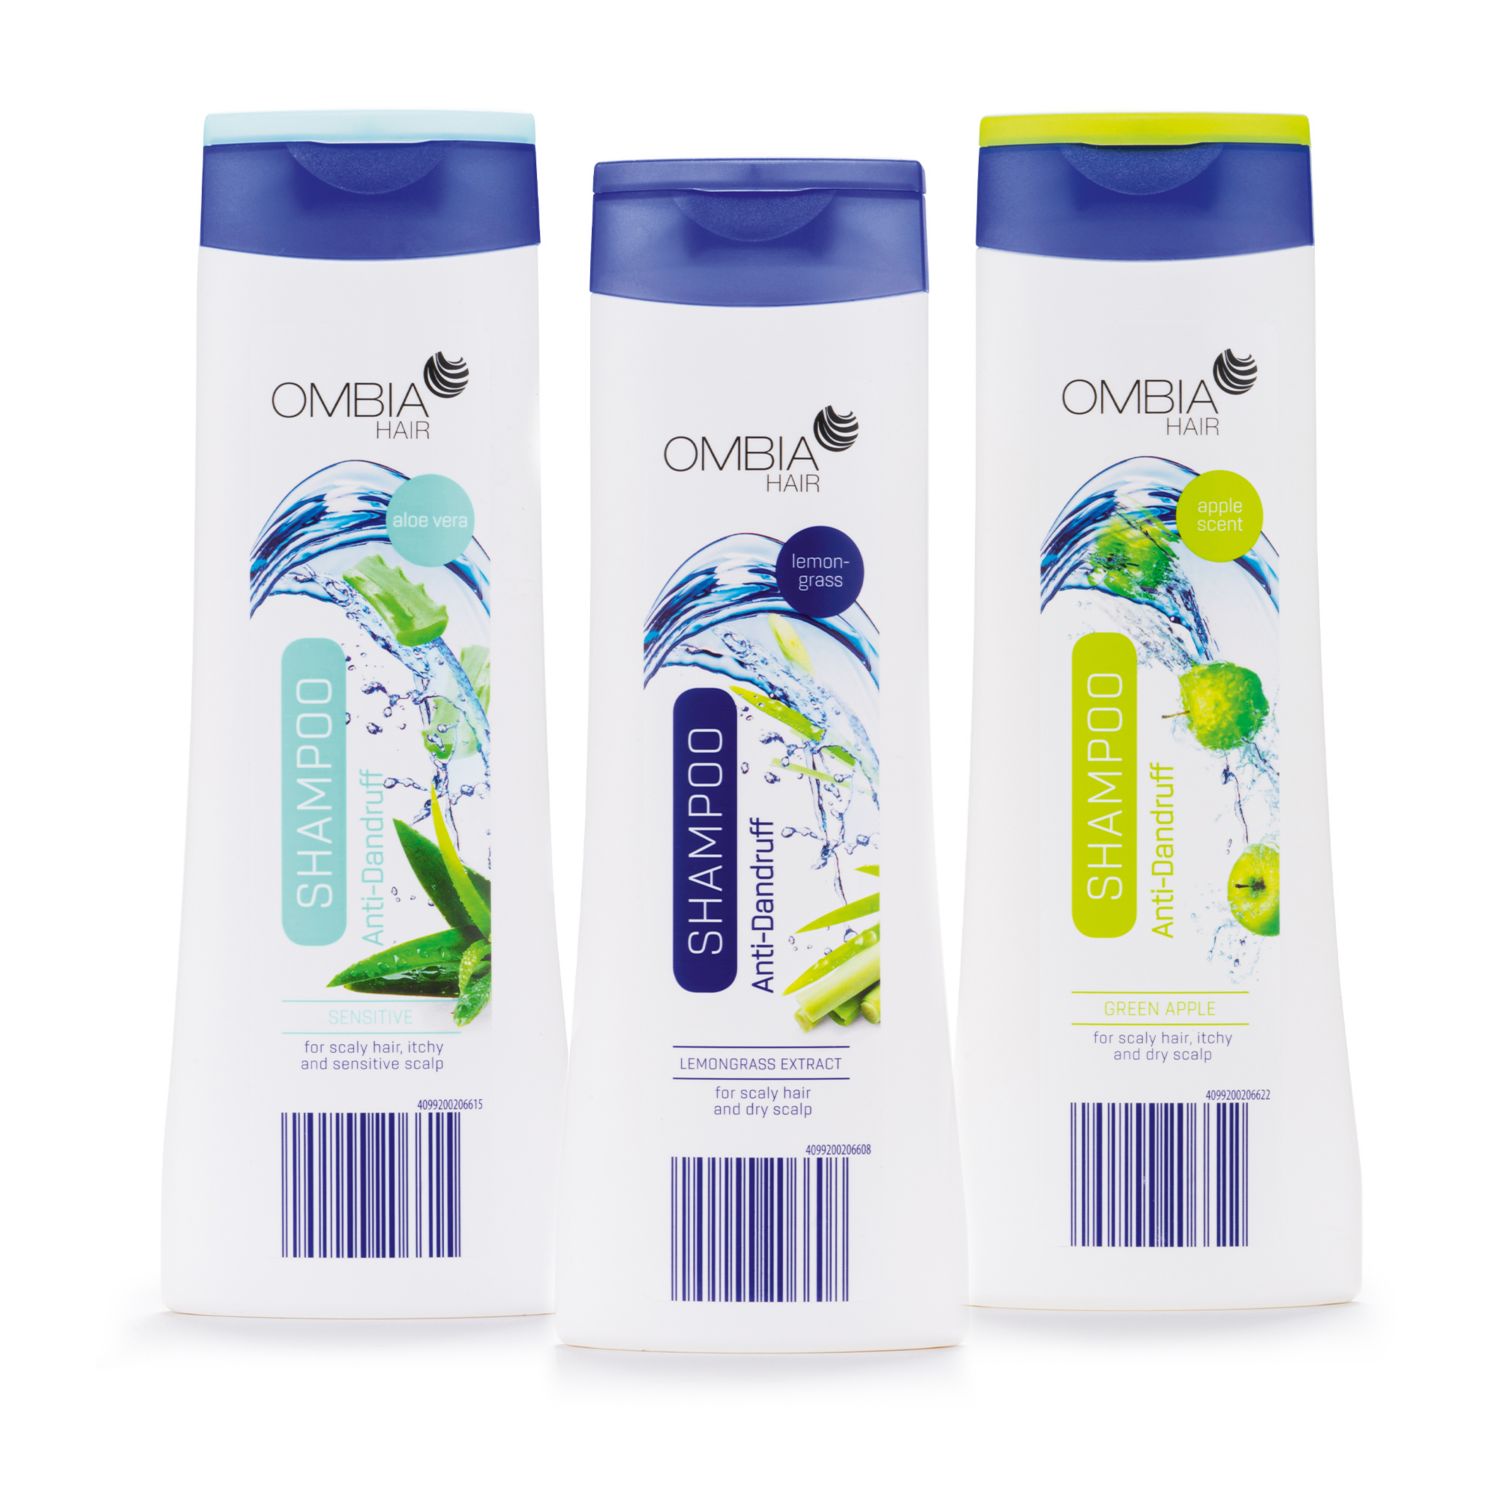 OMBIA
HAIR
aloe vera
SHAMPOO
Anti-Dandruff
SENSITIVE
for scaly hair, itchy
and sensitive scalp
4099200206615
OMBIA
HAIR
lemon-
grass
SHAMPOO
Anti-Dandruff
LEMONGRASS EXTRACT
for scaly hair
and dry scalp
4099200206608
OMBIA
HAIR
apple
scent
SHAMPOO
Anti-Dandruff
GREEN APPLE
for scaly hair, itchy
and dry scalp
4099200206622